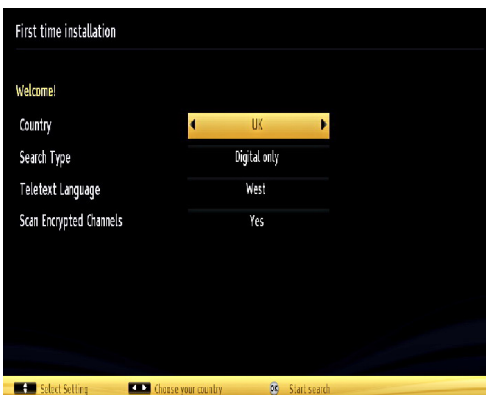 First time installation
Welcome!
Country UK
Search Type Digital only
Teletext Language West
Scan Encrypted Channels Yes
Select Setting Choose your country OK Start search